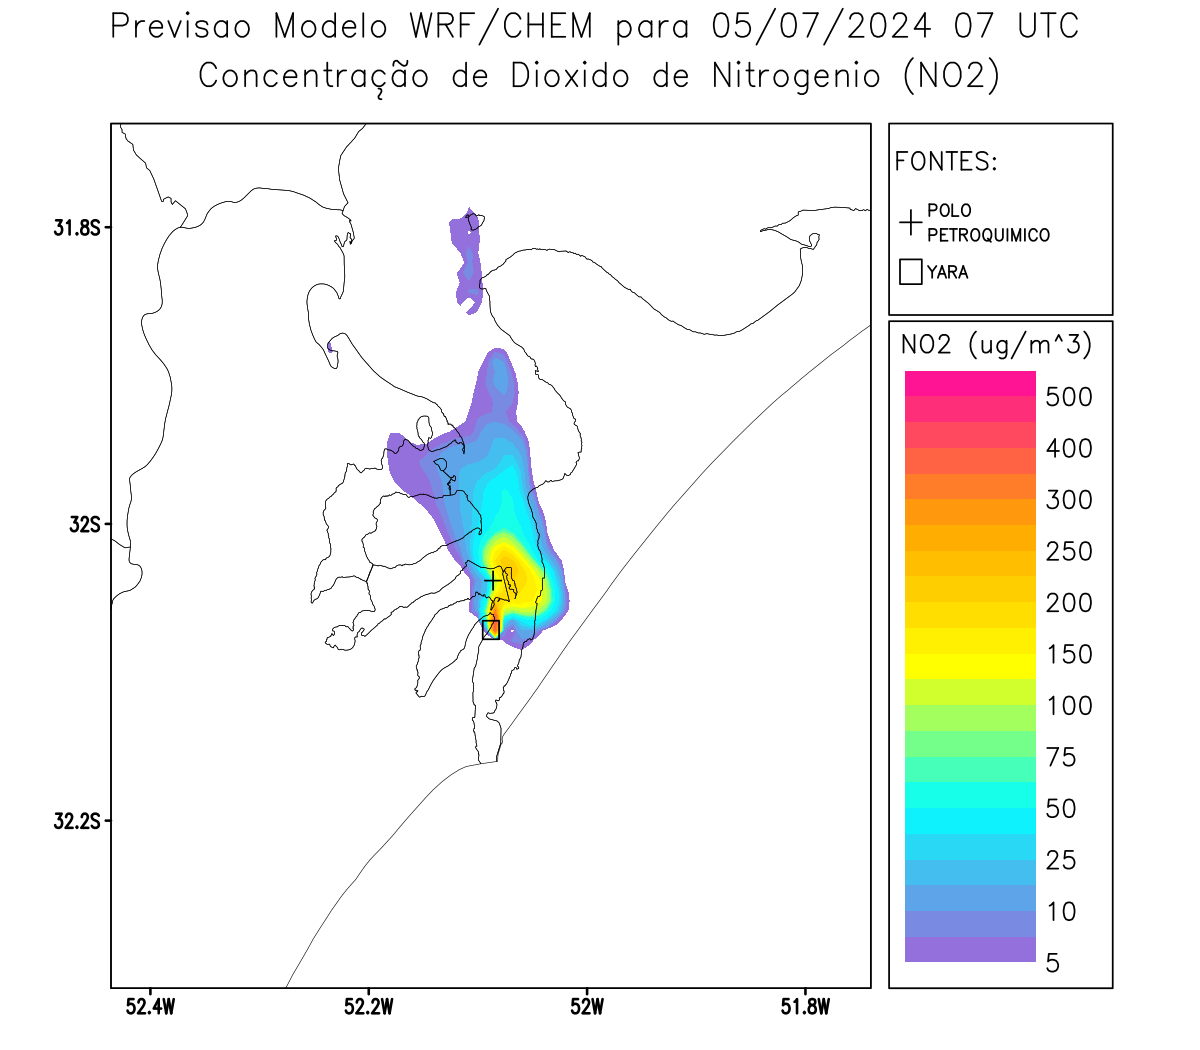 Previsao Modelo WRF/CHEM para 05/07/2024 07 UTC
Concentração de Dioxido de Nitrogenio (NO2)
FONTES:
POLO
PETROQUIMICO
YARA
NO2 (ug/m^3)
500
400
300
250
200
150
100
75
50
25
10
5
31.8S
32S
32.2S
52.4W
52.2W
52W
51.8W